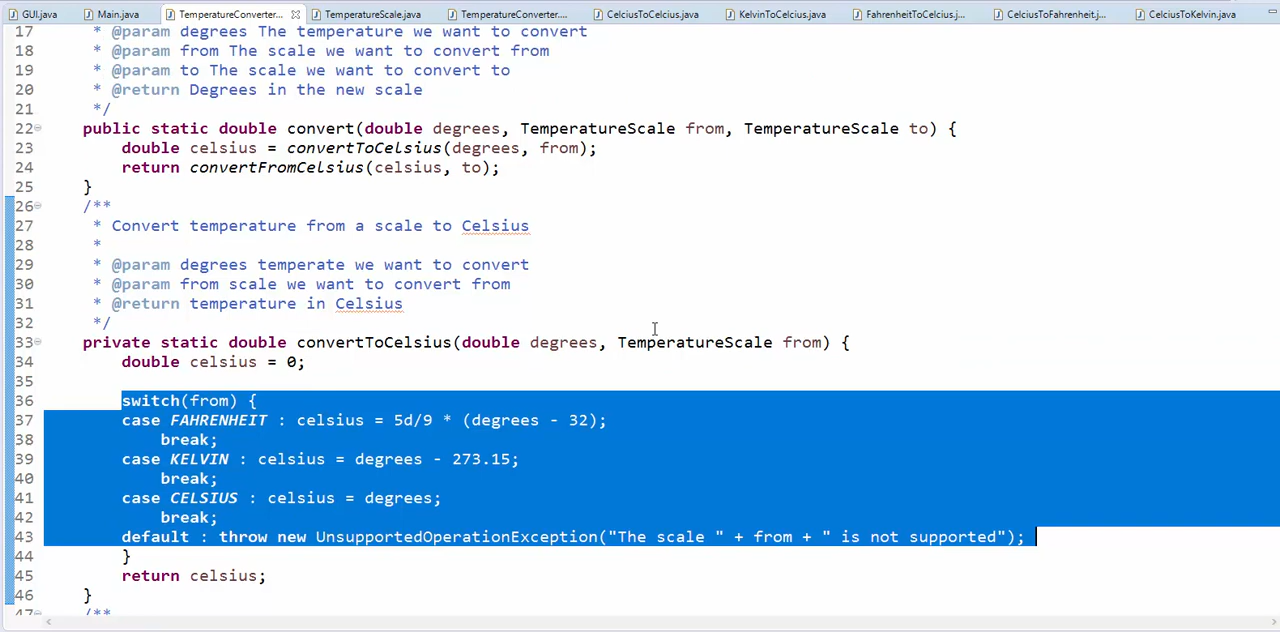 GUI.java Main.java TemperatureConverter... TemperatureScale.java TemperatureConverter.... CelciusToCelcius.java KelvinToCelcius.java FahrenheitToCelcius.j... CelciusToFahrenheit.j... CelciusToKelvin.java
17 * @param degrees The temperature we want to convert
18 * @param from The scale we want to convert from
19 * @param to The scale we want to convert to
20 * @return Degrees in the new scale
21 */
22 public static double convert(double degrees, TemperatureScale from, TemperatureScale to) {
23 double celsius = convertToCelsius(degrees, from);
24 return convertFromCelsius(celsius, to);
25 }
26 /**
27 * Convert temperature from a scale to Celsius
28 *
29 * @param degrees temperate we want to convert
30 * @param from scale we want to convert from
31 * @return temperature in Celsius
32 */
33 private static double convertToCelsius(double degrees, TemperatureScale from) {
34 double celsius = 0;
35
36 switch(from) {
37 case FAHRENHEIT : celsius = 5d/9 * (degrees - 32);
38 break;
39 case KELVIN : celsius = degrees - 273.15;
40 break;
41 case CELSIUS : celsius = degrees;
42 break;
43 default : throw new UnsupportedOperationException("The scale " + from + " is not supported");
44 }
45 return celsius;
46 }
47 /**